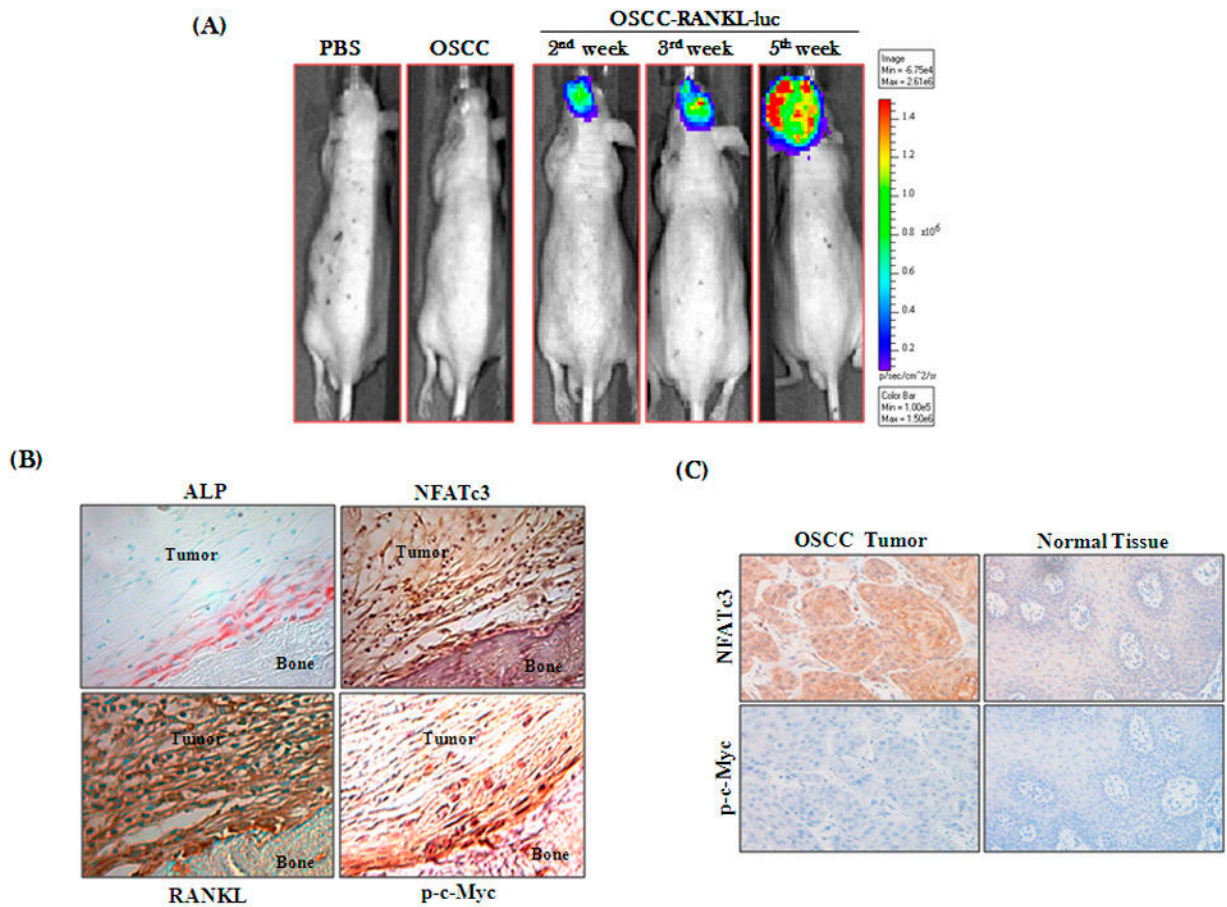 (A)
OSCC-RANKL-luc
PBS
OSCC
2nd week
3rd week
5th week
Image
Min = -6.75e4
Max = 2.61e6
1.4
1.2
1.0
0.8 x10^6
0.6
0.4
0.2
p/sec/cm^2/sr
Color Bar
Min = 1.00e5
Max = 1.50e6
(B)
ALP
NFATc3
Tumor
Bone
Tumor
Bone
Tumor
Bone
Tumor
Bone
RANKL
p-c-Myc
(C)
OSCC Tumor
Normal Tissue
NFATc3
p-c-Myc